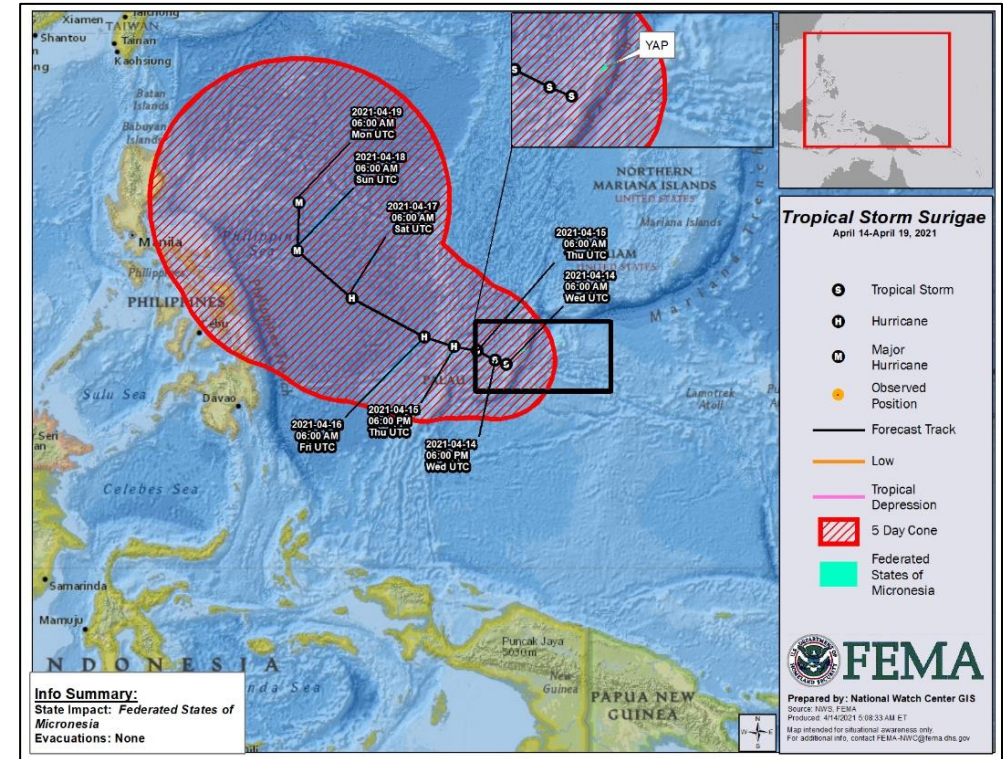 Xiamen
Taichung
TAIWAN
Shantou
Tainan
Kaohsiung
ng
Batan
Islands
Babuyan
Islands
2021-04-19
06:00 AM
Mon UTC
2021-04-18
06:00 AM
Sun UTC
2021-04-17
06:00 AM
Sat UTC
YAP
NORTHERN
MARIANA ISLANDS
UNITED STATES
Mariana Islands
2021-04-15
06:00 AM
Thu UTC
UNITED STATES
2021-04-14
06:00 AM
Wed UTC
Manila
Philippines
PHILIPPINES
Cebu
PALAU
Sulu Sea
Davao
Lamotrek
Atoll
2021-04-16
06:00 AM
Fri UTC
2021-04-15
06:00 PM
Thu UTC
2021-04-14
06:00 PM
Wed UTC
Celebes Sea
Samarinda
Mamuju
Puncak Jaya
5030 m
New
Guinea
PAPUA NEW
GUINEA
N D O N E S I A
nda Sea
Info Summary:
State Impact: Federated States of
Micronesia
Evacuations: None
N
W E
S
Tropical Storm Surigae
April 14-April 19, 2021
S Tropical Storm
H Hurricane
M Major
Hurricane
Observed
Position
Forecast Track
Low
Tropical
Depression
5 Day Cone
Federated
States of
Micronesia
FEMA
Prepared by: National Watch Center GIS
Source: NWS, FEMA
Produced: 4/14/2021 5:08:33 AM ET
Map intended for situational awareness only.
For additional info, contact FEMA-NWC@fema.dhs.gov